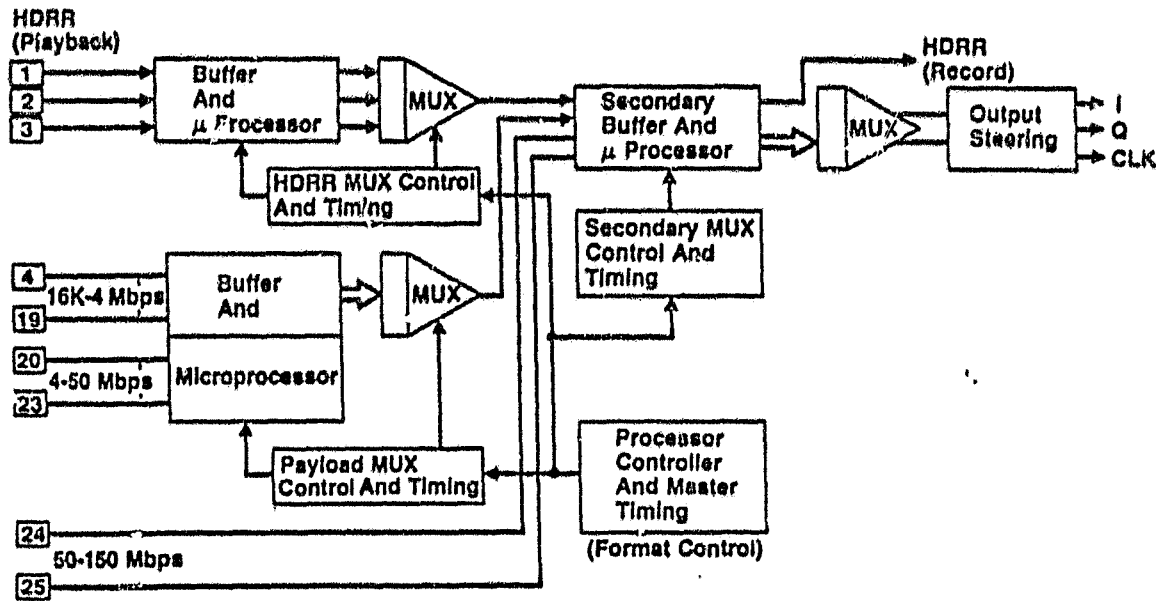 HDRR
(Playback)
1
2
3
Buffer
And
μ Processor
MUX
HDRR MUX Control
And Timing
Secondary
Buffer And
μ Processor
HDRR
(Record)
MUX
Output
Steering
I
Q
CLK
Secondary MUX
Control And
Timing
4
16K-4 Mbps
19
20
4-50 Mbps
23
Buffer
And
Microprocessor
MUX
Payload MUX
Control And Timing
Processor
Controller
And Master
Timing
(Format Control)
24
50-150 Mbps
25